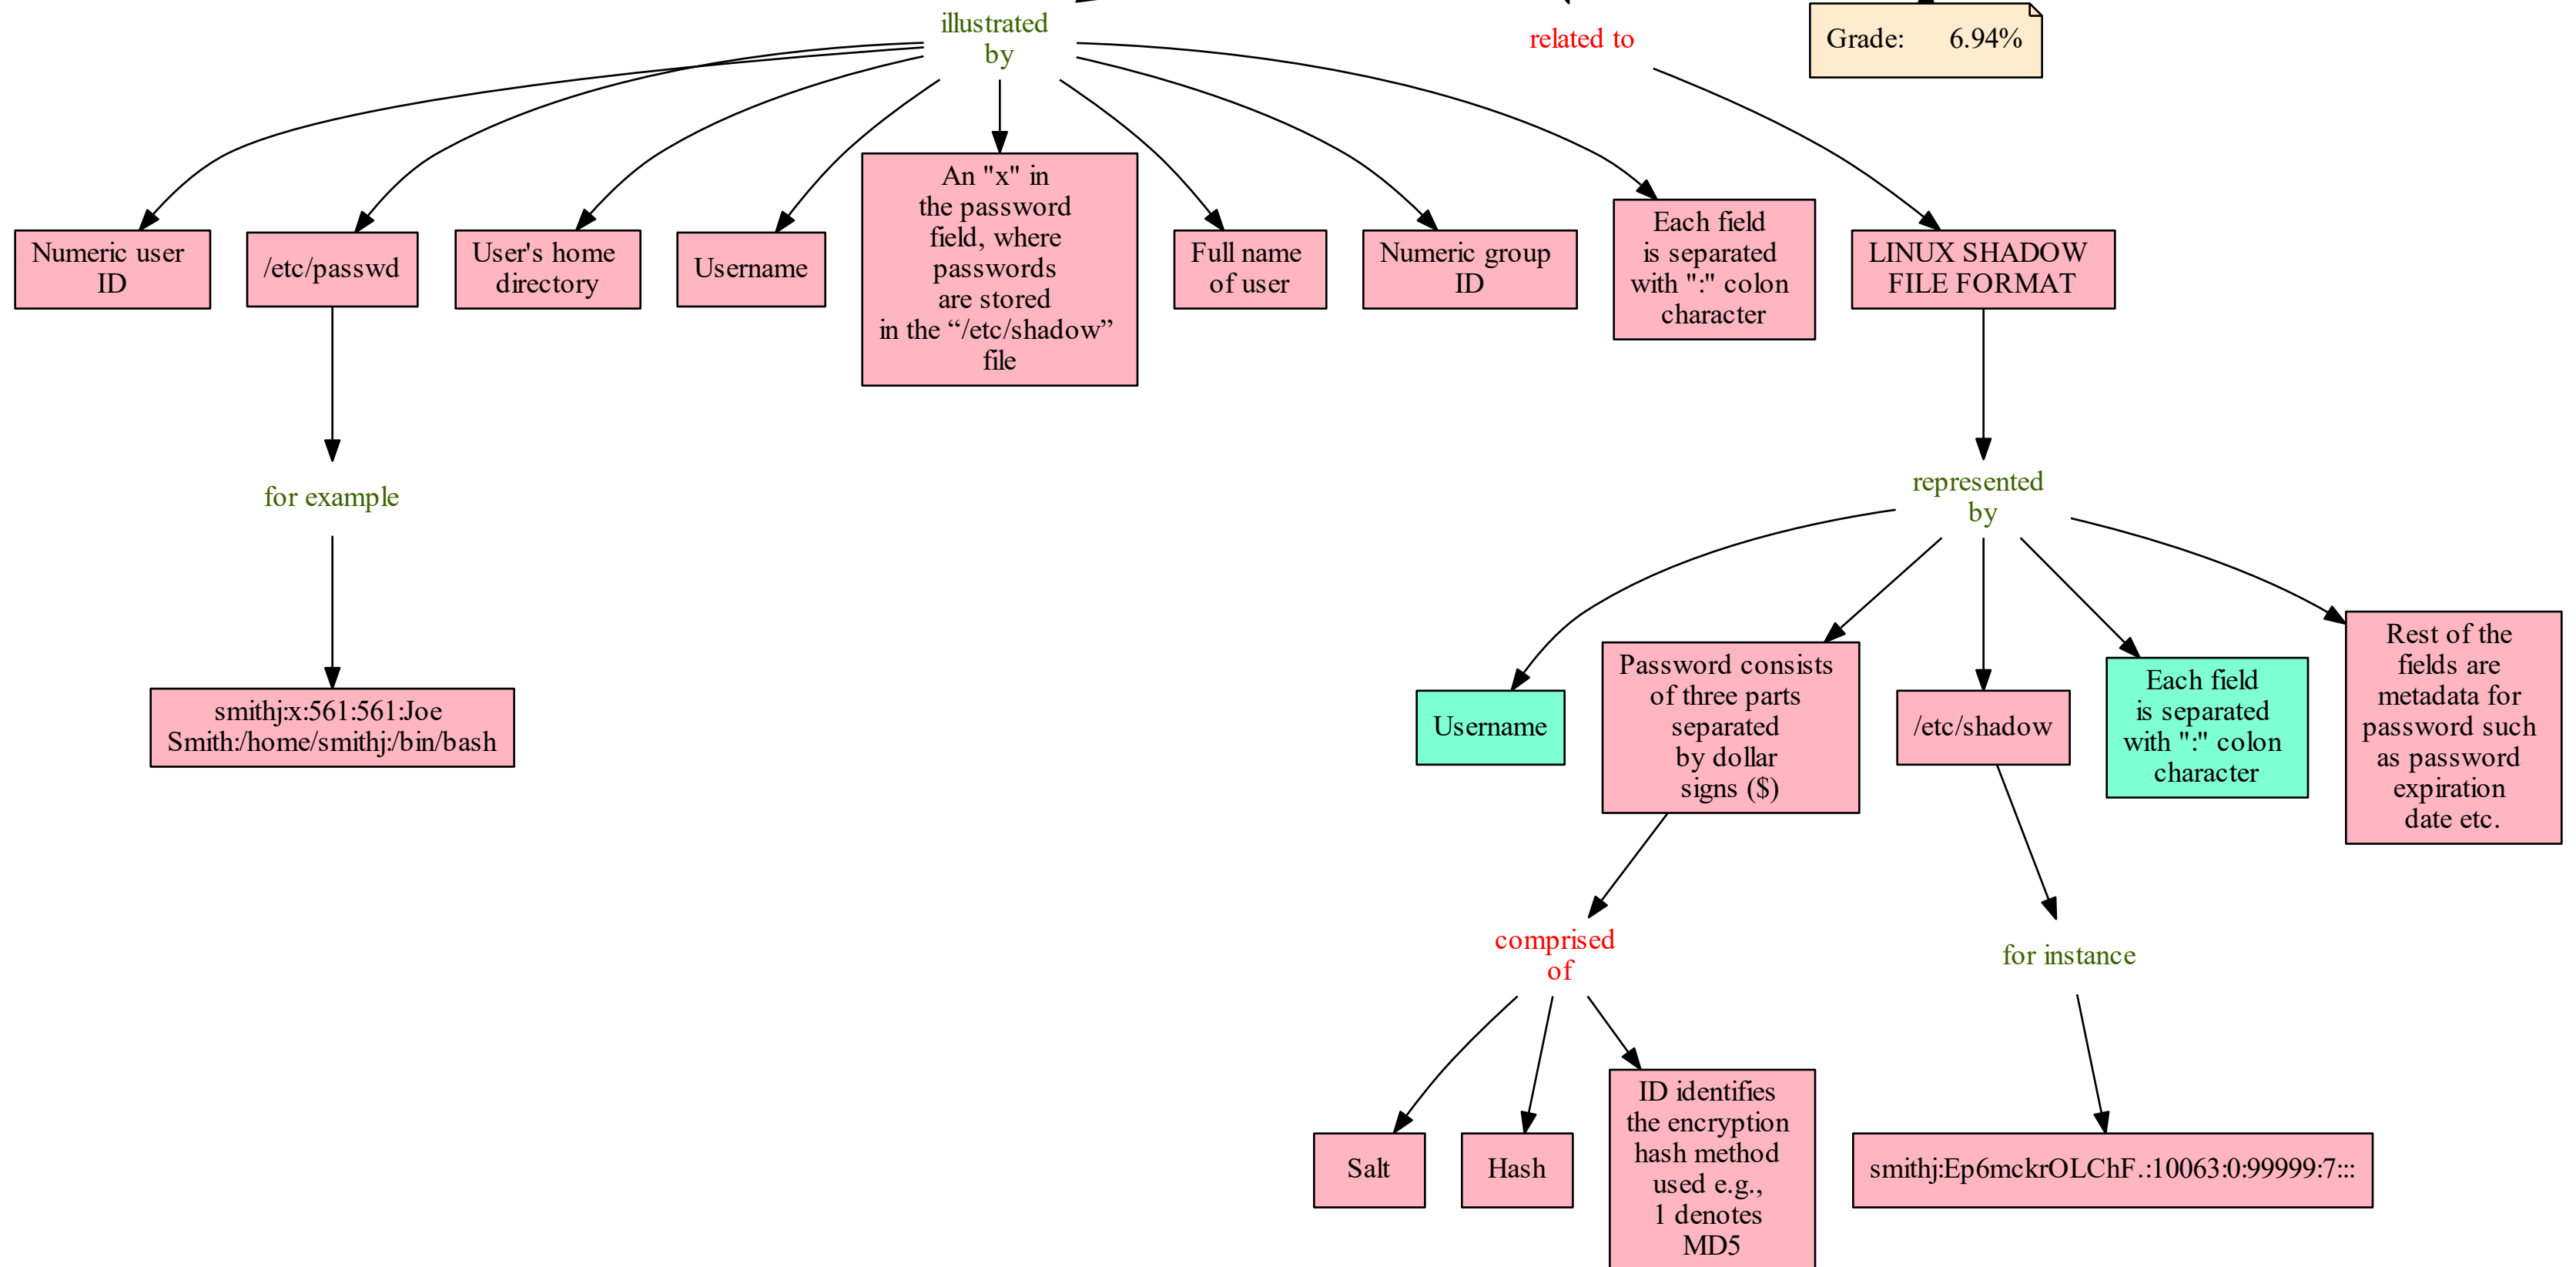 illustrated
by
related to
Grade: 6.94%
Numeric user
ID
/etc/passwd
User's home
directory
Username
An "x" in
the password
field, where
passwords
are stored
in the “/etc/shadow”
file
Full name
of user
Numeric group
ID
Each field
is separated
with ":" colon
character
LINUX SHADOW
FILE FORMAT
for example
represented
by
smithj:x:561:561:Joe
Smith:/home/smithj:/bin/bash
Username
Password consists
of three parts
separated
by dollar
signs ($)
/etc/shadow
Each field
is separated
with ":" colon
character
Rest of the
fields are
metadata for
password such
as password
expiration
date etc.
comprised
of
for instance
Salt
Hash
ID identifies
the encryption
hash method
used e.g.,
1 denotes
MD5
smithj:Ep6mckrOLChF.:10063:0:99999:7:::